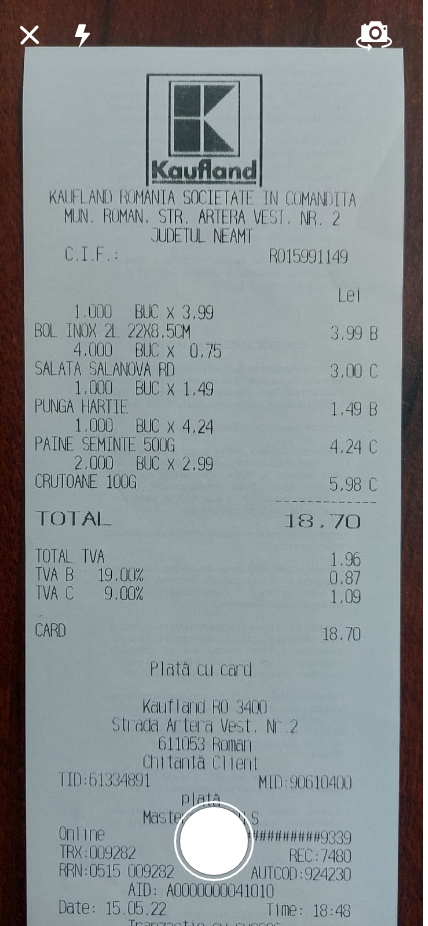 Kaufland
KAUFLAND ROMANIA SOCIETATE IN COMANDITA
MUN. ROMAN. STR. ARTERA VEST. NR. 2
JUDETUL NEAMT
C.I.F.: RO15991149
Lei
1.000 BUC X 3.99
BOL INOX 2L 22X8.5CM 3.99 B
4.000 BUC X 0.75
SALATA SALANOVA RD 3.00 C
1.000 BUC X 1.49
PUNGA HARTIE 1.49 B
1.000 BUC X 4.24
PAINE SEMINTE 500G 4.24 C
2.000 BUC X 2.99
CRUTOANE 100G 5.98 C
TOTAL 18.70
TOTAL TVA 1.96
TVA B 19.00% 0.87
TVA C 9.00% 1.09
CARD 18.70
Plată cu card
Kaufland RO 3400
Strada Artera Vest. Nr.2
611053 Roman
Chitantă Client
TID:61334891 MID:90610400
plată
Online ##########9339
TRX:009282 REC:7480
RRN:0515 009282 AUTCOD:924230
AID: A0000000041010
Date: 15.05.22 Time: 18:48